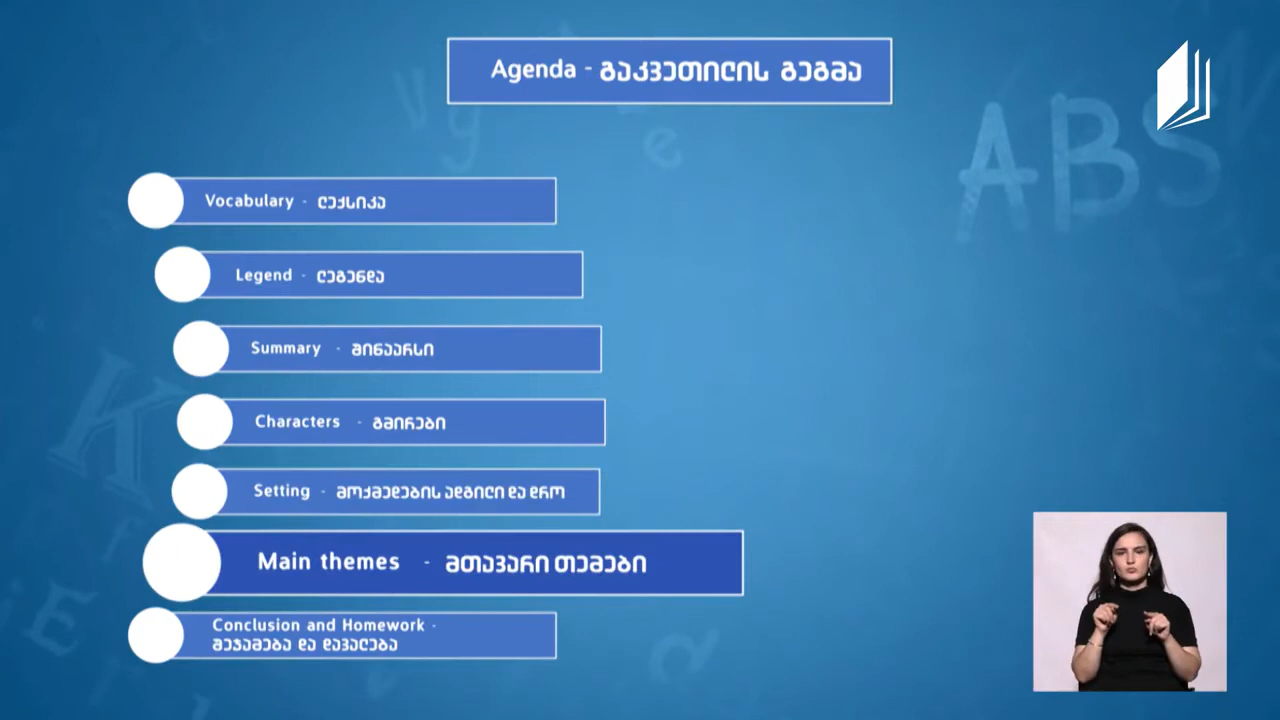 Agenda - გაკვეთილის გეგმა
Vocabulary - ლექსიკა
Legend - ლეგენდა
Summary - შინაარსი
Characters - გმირები
Setting - მოქმედების ადგილი და დრო
Main themes - მთავარი თემები
Conclusion and Homework -
შეჯამება და დავალება